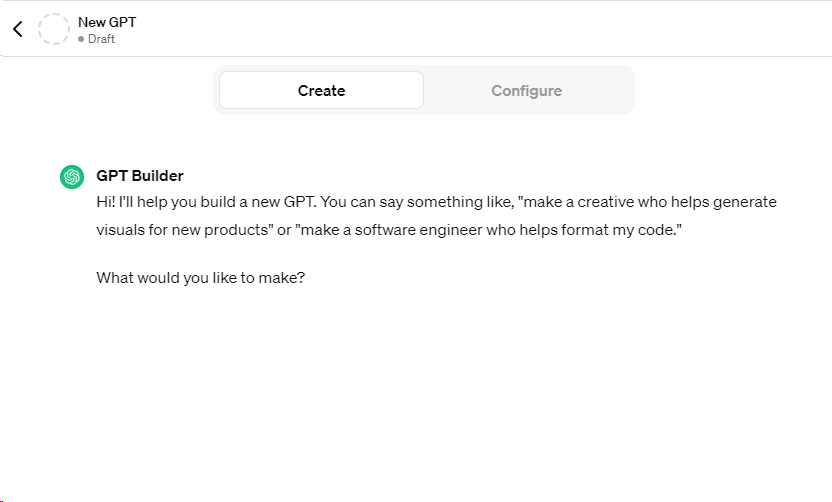 New GPT
Draft
Create
Configure
GPT Builder
Hi! I'll help you build a new GPT. You can say something like, "make a creative who helps generate
visuals for new products" or "make a software engineer who helps format my code."
What would you like to make?